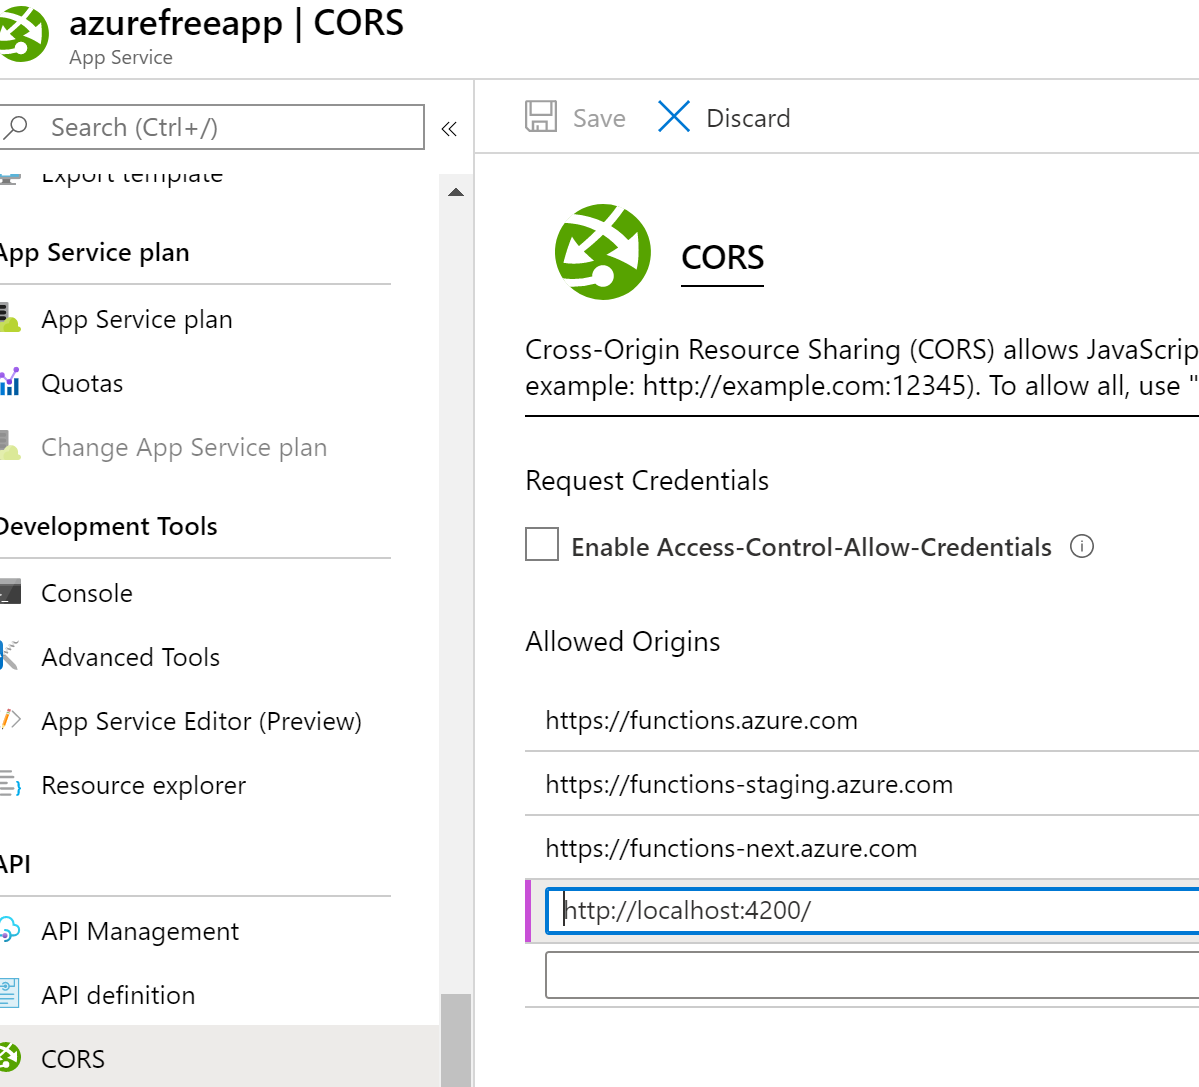 azurefreeapp | CORS
App Service
Search (Ctrl+/)
«
Save
Discard
Export template
App Service plan
App Service plan
Quotas
Change App Service plan
Development Tools
Console
Advanced Tools
App Service Editor (Preview)
Resource explorer
API
API Management
API definition
CORS
CORS
Cross-Origin Resource Sharing (CORS) allows JavaScrip
example: http://example.com:12345). To allow all, use "
Request Credentials
Enable Access-Control-Allow-Credentials
Allowed Origins
https://functions.azure.com
https://functions-staging.azure.com
https://functions-next.azure.com
http://localhost:4200/